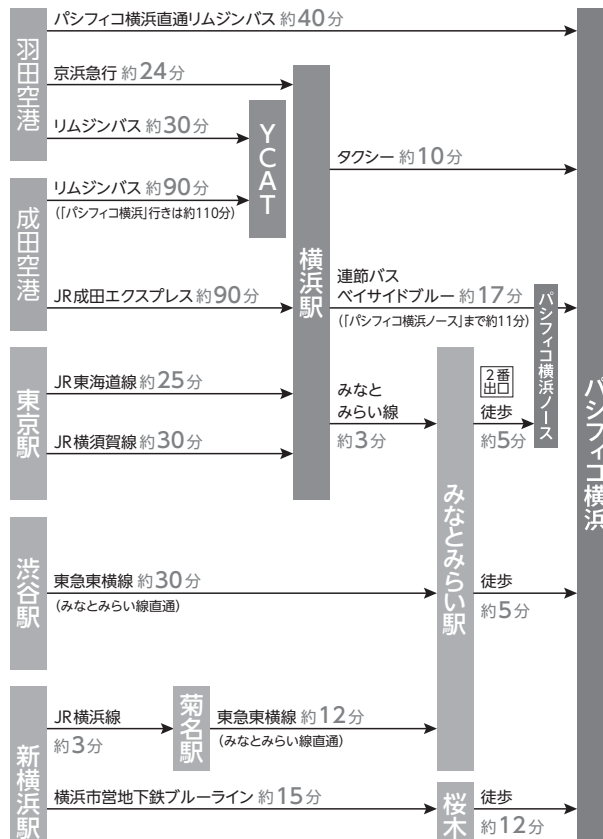 羽田空港
パシフィコ横浜直通リムジンバス 約40分
京浜急行 約24分
リムジンバス 約30分
YCAT
成田空港
リムジンバス 約90分
(「パシフィコ横浜」行きは約110分)
JR成田エクスプレス 約90分
横浜駅
タクシー 約10分
連節バス
ベイサイドブルー 約17分
(「パシフィコ横浜ノース」まで約11分)
パシフィコ横浜ノース
東京駅
JR東海道線 約25分
JR横須賀線 約30分
みなと
みらい線
約3分
2番
出口
徒歩
約5分
みなとみらい駅
パシフィコ横浜
渋谷駅
東急東横線 約30分
(みなとみらい線直通)
徒歩
約5分
新横浜駅
JR横浜線
約3分
菊名駅
東急東横線 約12分
(みなとみらい線直通)
横浜市営地下鉄ブルーライン 約15分
桜木
徒歩
約12分